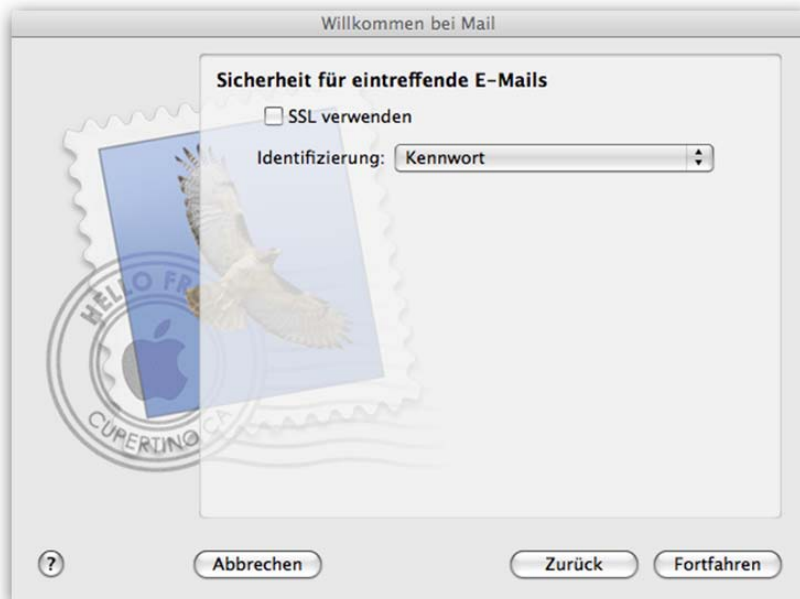 Willkommen bei Mail
Sicherheit für eintreffende E-Mails
SSL verwenden
Identifizierung: Kennwort
HELLO FR
CUPERTINO CA
? Abbrechen Zurück Fortfahren